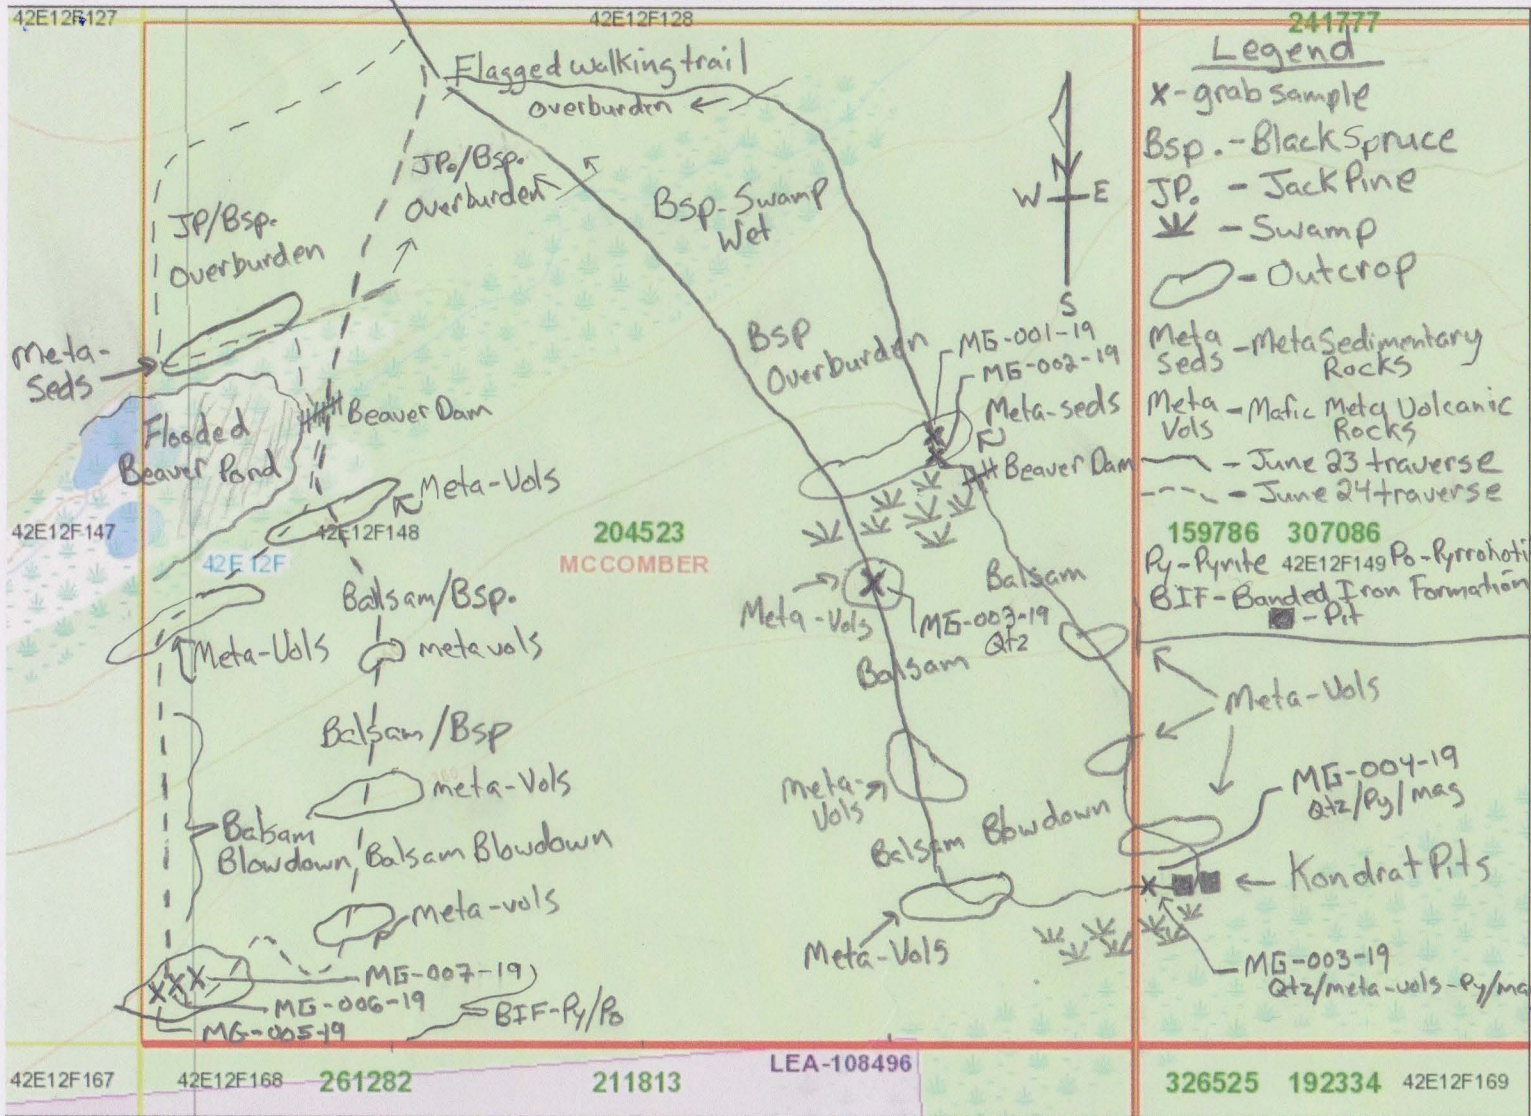 42E12F127
42E12F128
241777
Legend
x - grab sample
Bsp. - Black Spruce
JP. - Jack Pine
- Swamp
- Outcrop
Meta Seds - Meta Sedimentary Rocks
Meta Vols - Mafic Meta Volcanic Rocks
- June 23 traverse
- June 24 traverse
159786 307086
Py - Pyrite 42E12F149 Po - Pyrrohoti
BIF - Banded Iron Formation
- Pit
Flagged walking trail
overburden
JP./Bsp.
Overburden
Bsp - Swamp
Wet
N
W E
S
JP/Bsp.
Overburden
Meta-
Seds
Bsp
Overburden
MG-001-19
MG-002-19
Meta-seds
Beaver Dam
Beaver Dam
Flooded
Beaver Pond
Meta-Vols
42E12F147
42E12F148
204523
MCCOMBER
42E 12F
Balsam/Bsp.
Meta-Vols
MG-003-19
Qtz
Balsam
Balsam
Meta-Vols
meta vols
Meta-Vols
Balsam/Bsp
meta-Vols
meta-
Vols
MG-004-19
Qtz/Py/mag
Balsam
Blowdown
Balsam Blowdown
Balsam Blowdown
Kondrat Pits
meta-vols
Meta-Vols
MG-003-19
Qtz/meta-vols-Py/ma
MG-007-19
MG-006-19
MG-005-19
BIF-Py/Po
LEA-108496
42E12F167
42E12F168
261282
211813
326525 192334
42E12F169